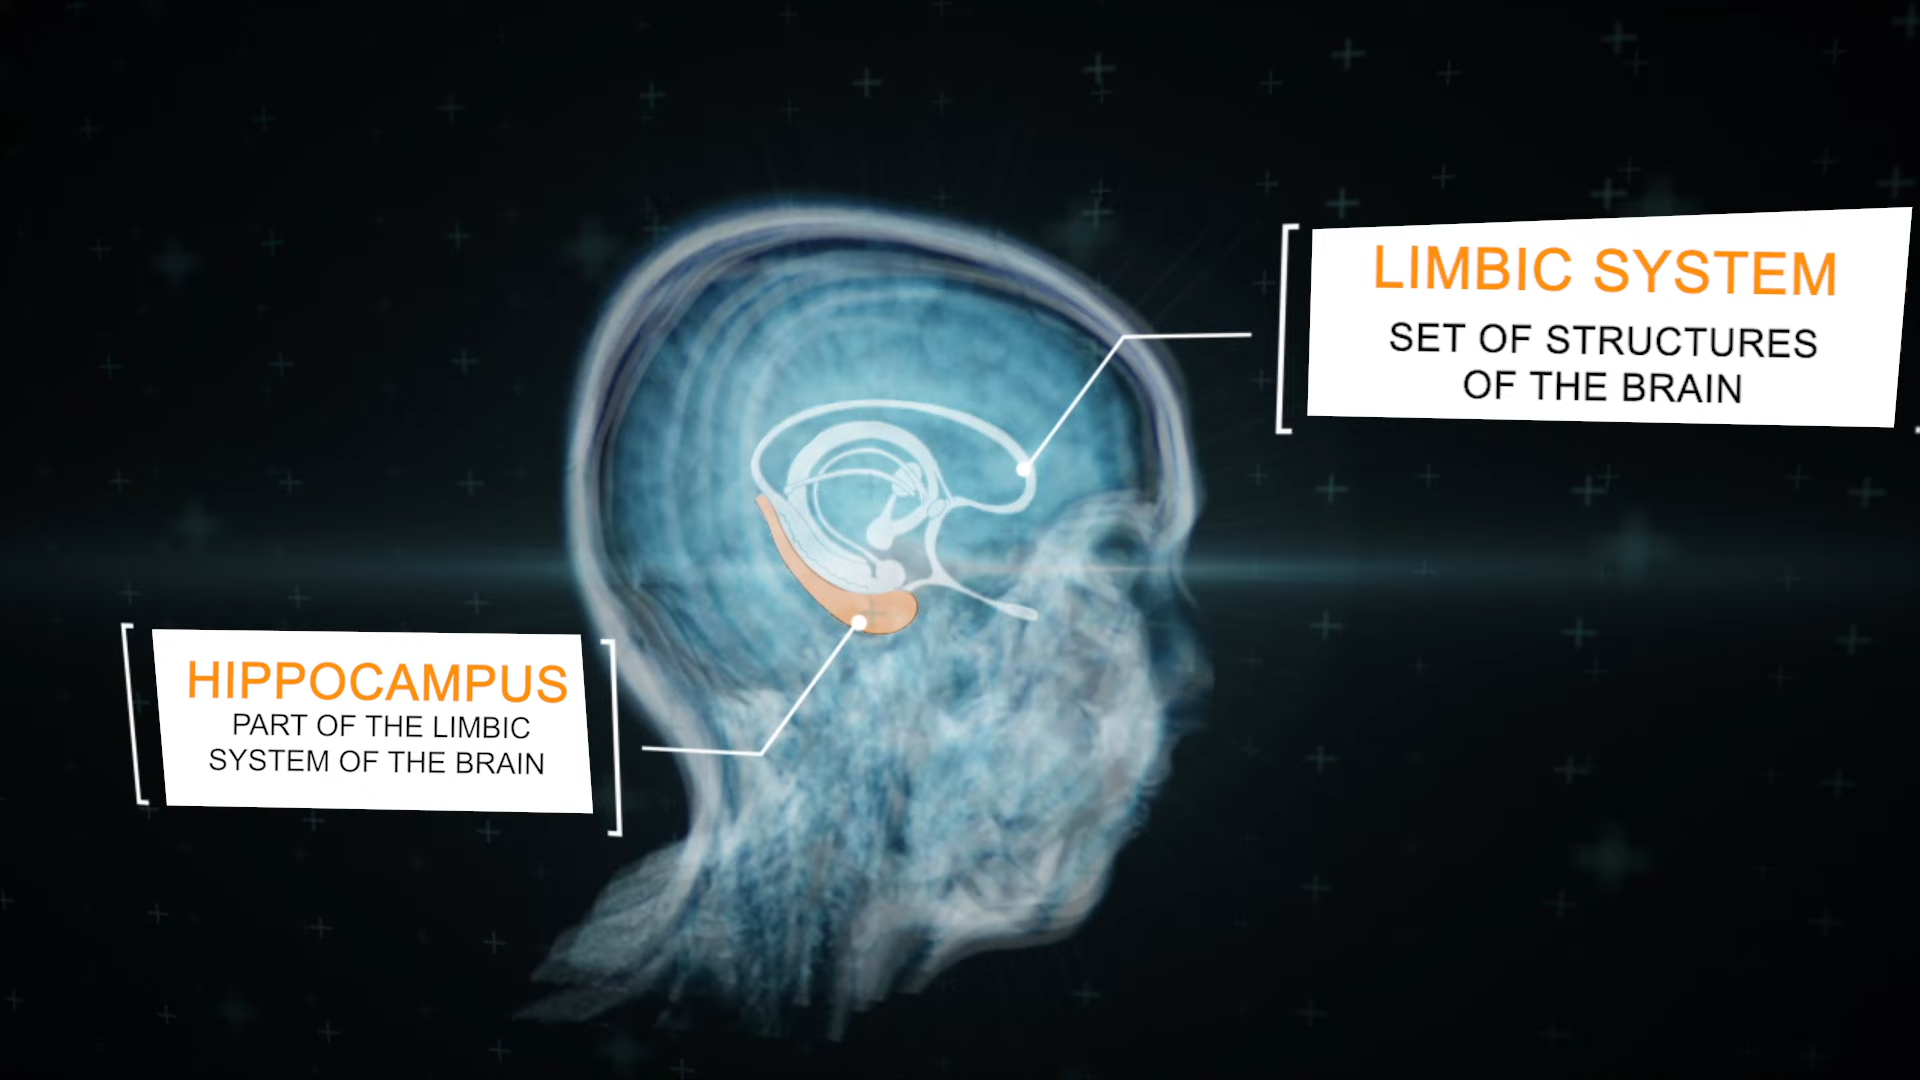 LIMBIC SYSTEM
SET OF STRUCTURES
OF THE BRAIN
HIPPOCAMPUS
PART OF THE LIMBIC
SYSTEM OF THE BRAIN